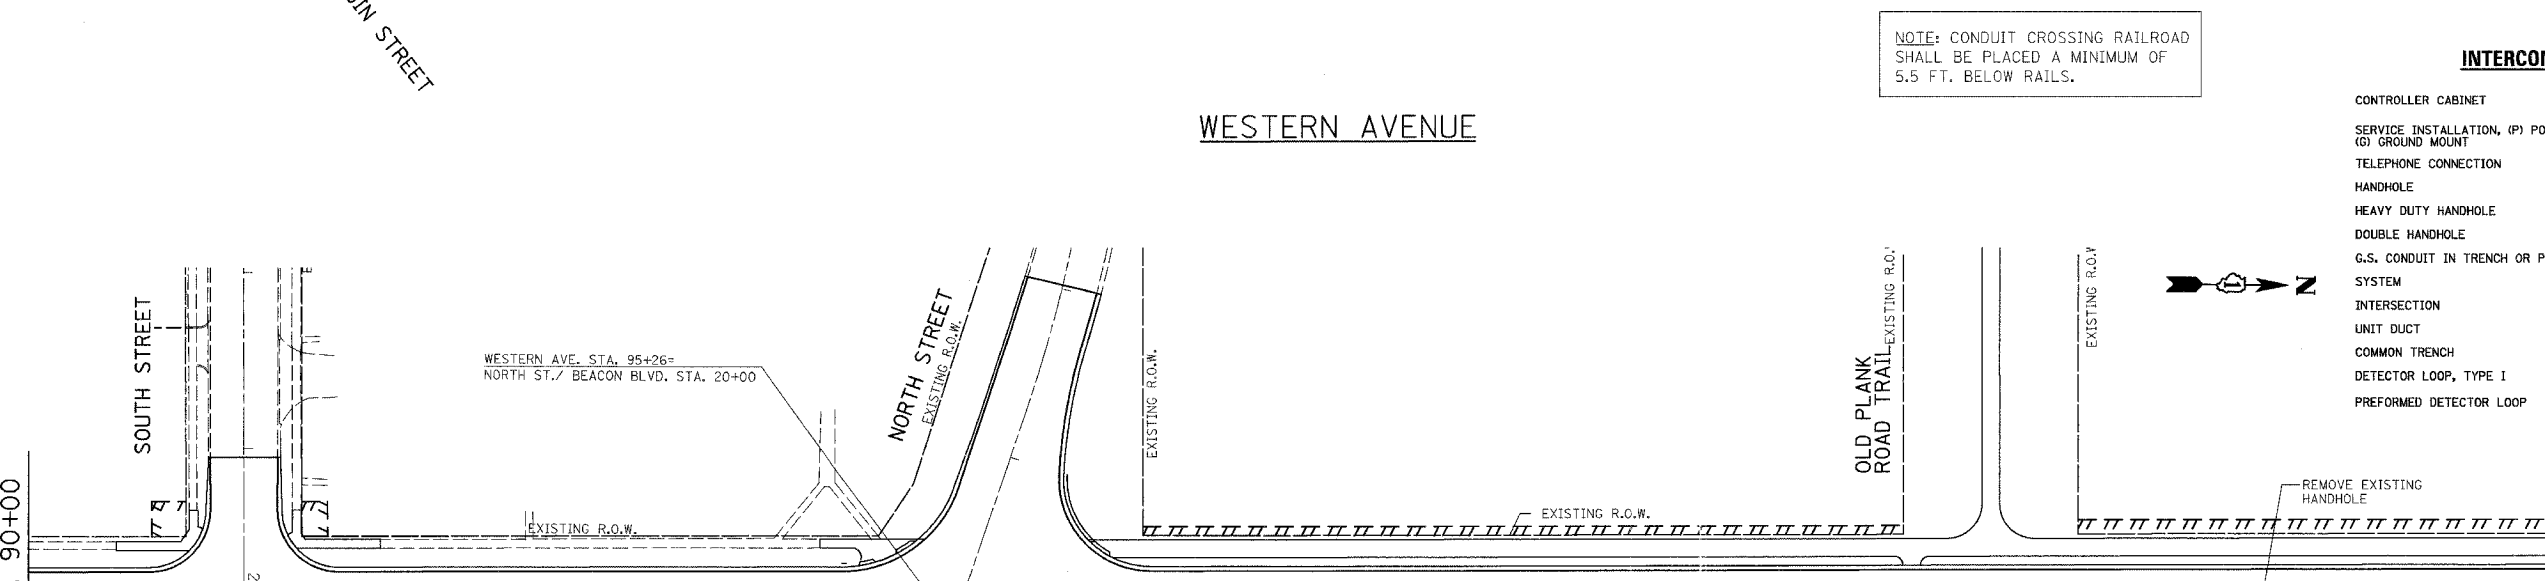 STREET
NOTE: CONDUIT CROSSING RAILROAD
SHALL BE PLACED A MINIMUM OF
5.5 FT. BELOW RAILS.
WESTERN AVENUE
CONTROLLER CABINET
SERVICE INSTALLATION, (P)
(G) GROUND MOUNT
TELEPHONE CONNECTION
HANDHOLE
HEAVY DUTY HANDHOLE
DOUBLE HANDHOLE
G.S. CONDUIT IN TRENCH OR
SYSTEM
INTERSECTION
UNIT DUCT
COMMON TRENCH
DETECTOR LOOP, TYPE I
PREFORMED DETECTOR LOOP
N
1
SOUTH STREET
WESTERN AVE. STA. 95+26=
NORTH ST./ BEACON BLVD. STA. 20+00
NORTH STREET
EXISTING R.O.W.
EXISTING R.O.W.
OLD PLANK
ROAD TRAIL
EXISTING R.O.
EXISTING R.O.W
90+00
EXISTING R.O.W.
EXISTING R.O.W.
REMOVE EXISTING
HANDHOLE
2